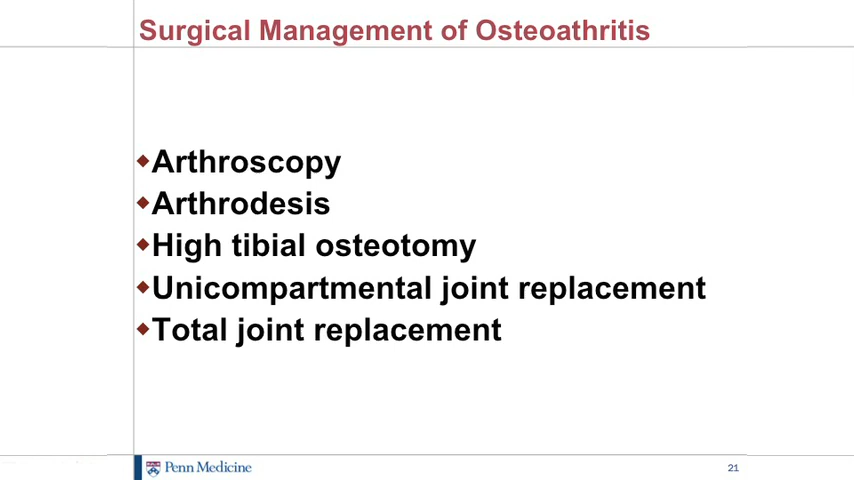 Surgical Management of Osteoathritis
Arthroscopy
Arthrodesis
High tibial osteotomy
Unicompartmental joint replacement
Total joint replacement
Penn Medicine
21